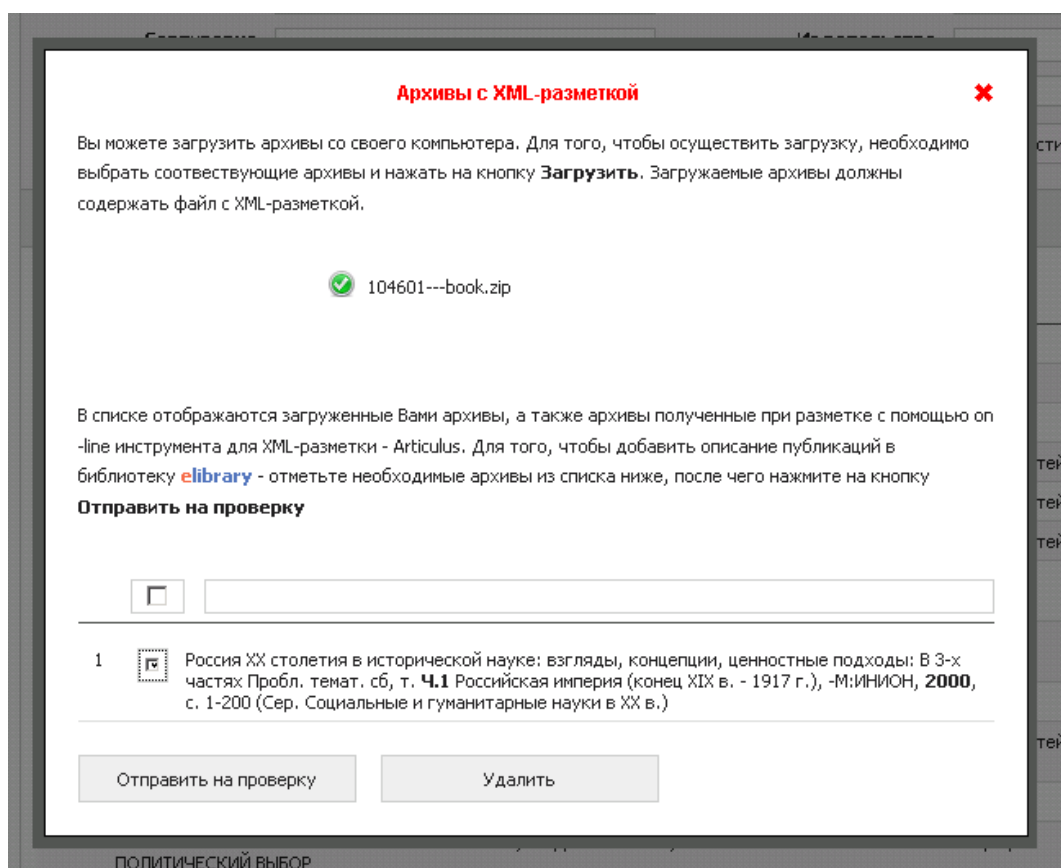 Архивы с XML-разметкой
Вы можете загрузить архивы со своего компьютера. Для того, чтобы осуществить загрузку, необходимо
выбрать соотвествующие архивы и нажать на кнопку Загрузить. Загружаемые архивы должны
содержать файл с XML-разметкой.
104601---book.zip
В списке отображаются загруженные Вами архивы, а также архивы полученные при разметке с помощью on
-line инструмента для XML-разметки - Articulus. Для того, чтобы добавить описание публикаций в
библиотеку elibrary - отметьте необходимые архивы из списка ниже, после чего нажмите на кнопку
Отправить на проверку
1 Россия XX столетия в исторической науке: взгляды, концепции, ценностные подходы: В 3-х
частях Пробл. темат. сб, т. Ч.1 Российская империя (конец XIX в. - 1917 г.), -М:ИНИОН, 2000,
с. 1-200 (Сер. Социальные и гуманитарные науки в XX в.)
Отправить на проверку Удалить
ПОЛИТИЧЕСКИЙ ВЫБОР